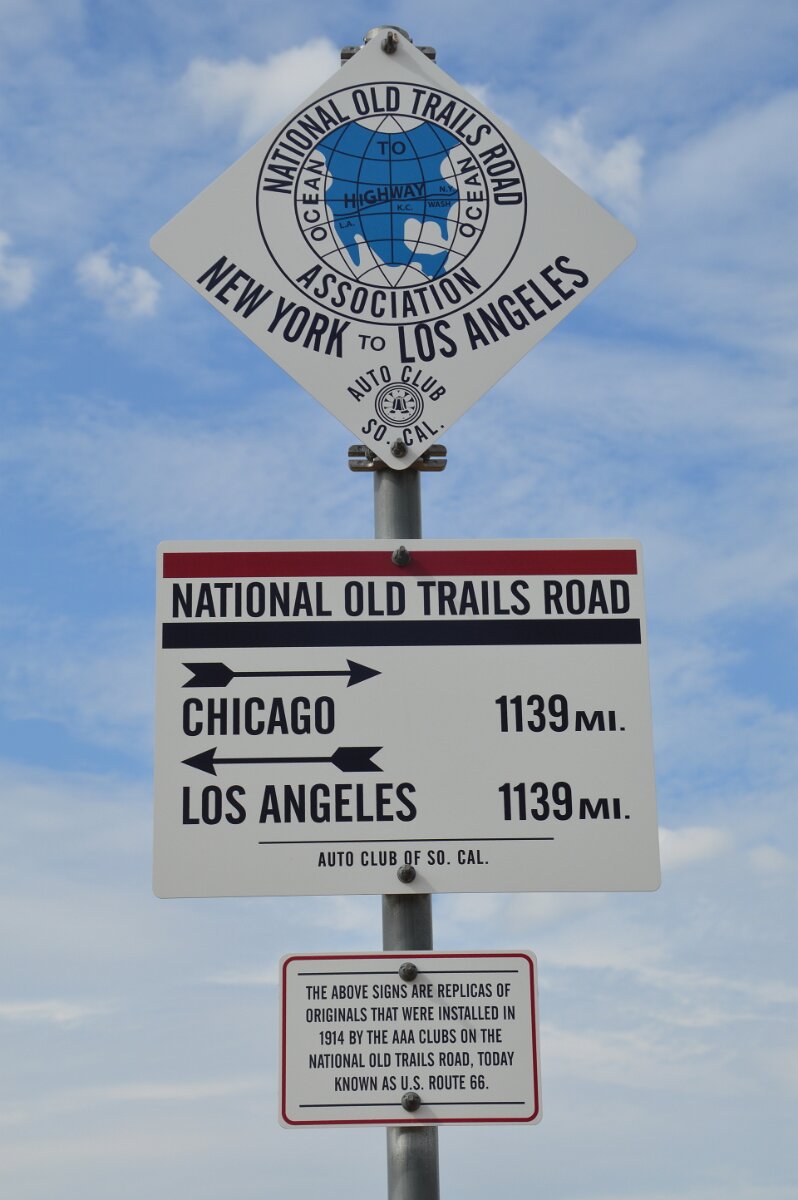 NATIONAL OLD TRAILS ROAD
TO
OCEAN
OCEAN
HIGHWAY
N.Y.
K.C.
WASH
L.A.
ASSOCIATION
NEW YORK TO LOS ANGELES
AUTO CLUB
SO. CAL.
NATIONAL OLD TRAILS ROAD
CHICAGO 1139 MI.
LOS ANGELES 1139 MI.
AUTO CLUB OF SO. CAL.
THE ABOVE SIGNS ARE REPLICAS OF
ORIGINALS THAT WERE INSTALLED IN
1914 BY THE AAA CLUBS ON THE
NATIONAL OLD TRAILS ROAD, TODAY
KNOWN AS U.S. ROUTE 66.